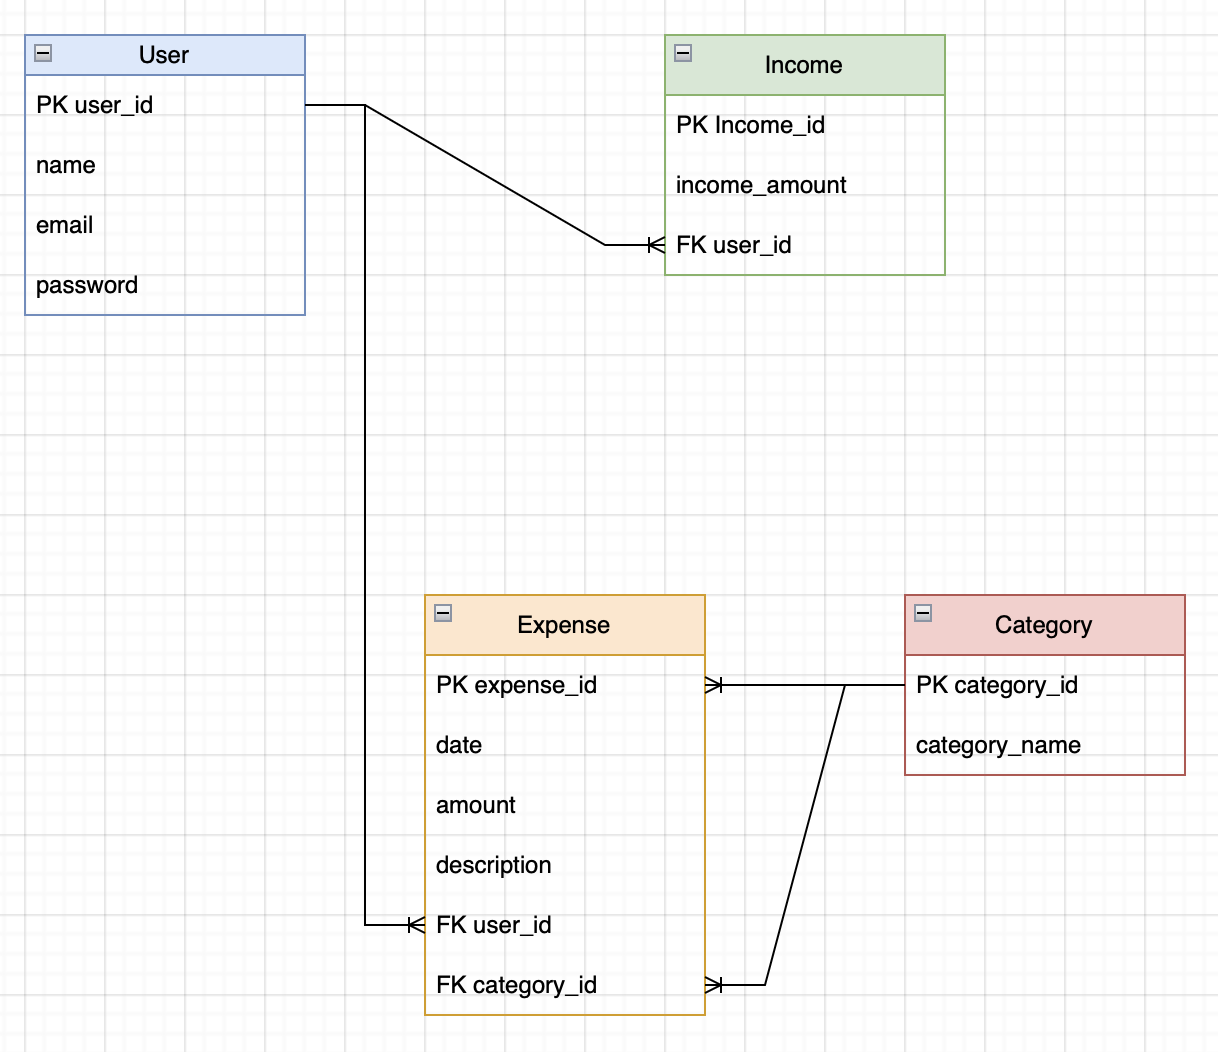 User
PK user_id
name
email
password
Income
PK Income_id
income_amount
FK user_id
Expense
PK expense_id
date
amount
description
FK user_id
FK category_id
Category
PK category_id
category_name